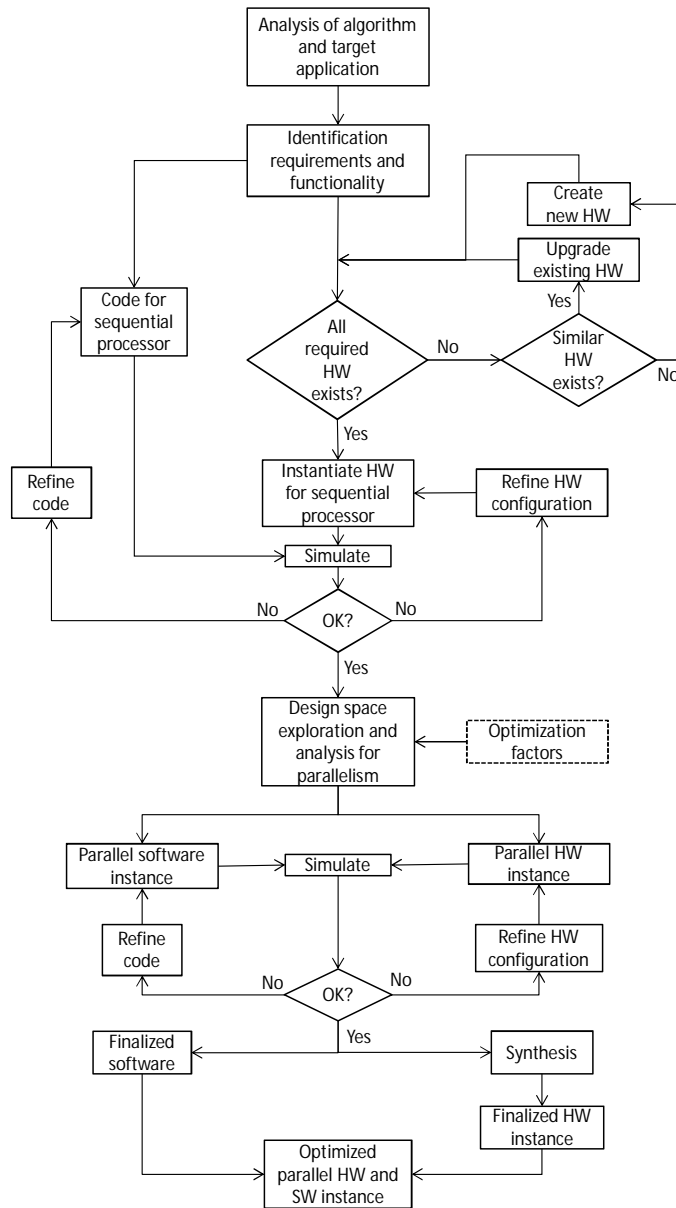 Analysis of algorithm
and target
application
Identification
requirements and
functionality
Create
new HW
Upgrade
existing HW
Yes
Code for
sequential
processor
All
required
HW
exists?
No
Similar
HW
exists?
No
Yes
Refine
code
Instantiate HW
for sequential
processor
Refine HW
configuration
Simulate
No
OK?
No
Yes
Design space
exploration and
analysis for
parallelism
Optimization
factors
Parallel software
instance
Simulate
Parallel HW
instance
Refine
code
Refine HW
configuration
No
OK?
No
Yes
Finalized
software
Synthesis
Finalized HW
instance
Optimized
parallel HW and
SW instance